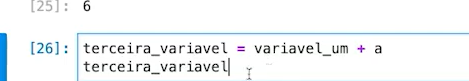 [25]: 6
[26]: terceira_variavel = variavel_um + a
terceira_variavel